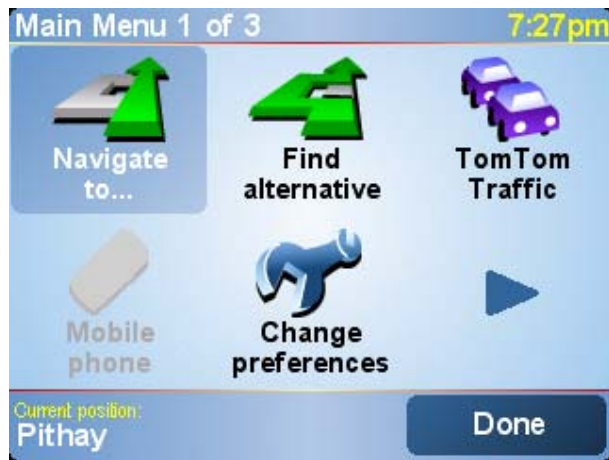 Main Menu 1 of 3
7:27pm
Navigate
to...
Find
alternative
TomTom
Traffic
Mobile
phone
Change
preferences
Current position:
Pithay
Done